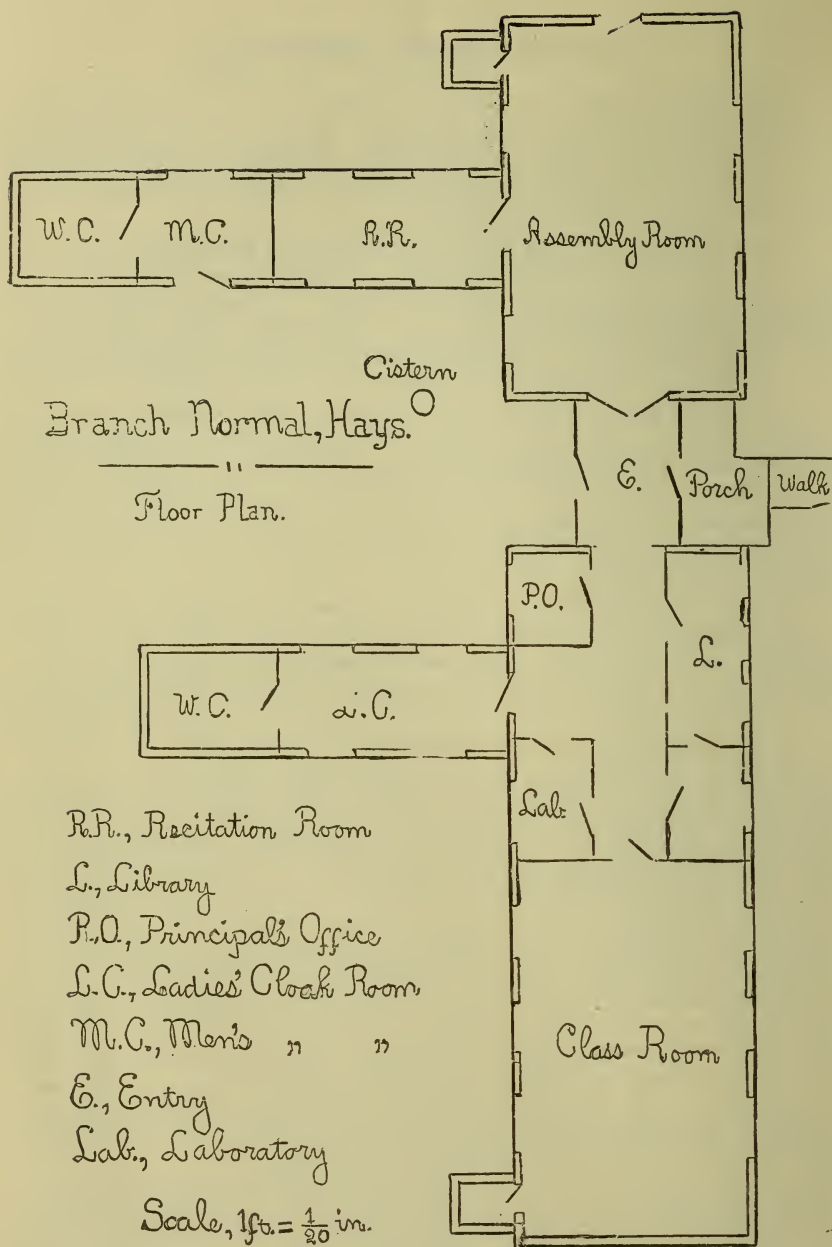 W.C.
M.C.
R.R.
Assembly Room
Cistern
Branch Normal, Hays.
Floor Plan.
E.
Porch
Walk
P.O.
L.
W.C.
L.C.
Lab.
Class Room
R.R., Recitation Room
L., Library
P.O., Principal's Office
L.C., Ladies' Cloak Room
M.C., Men's " "
E., Entry
Lab., Laboratory
Scale, 1ft. = 1/20 in.